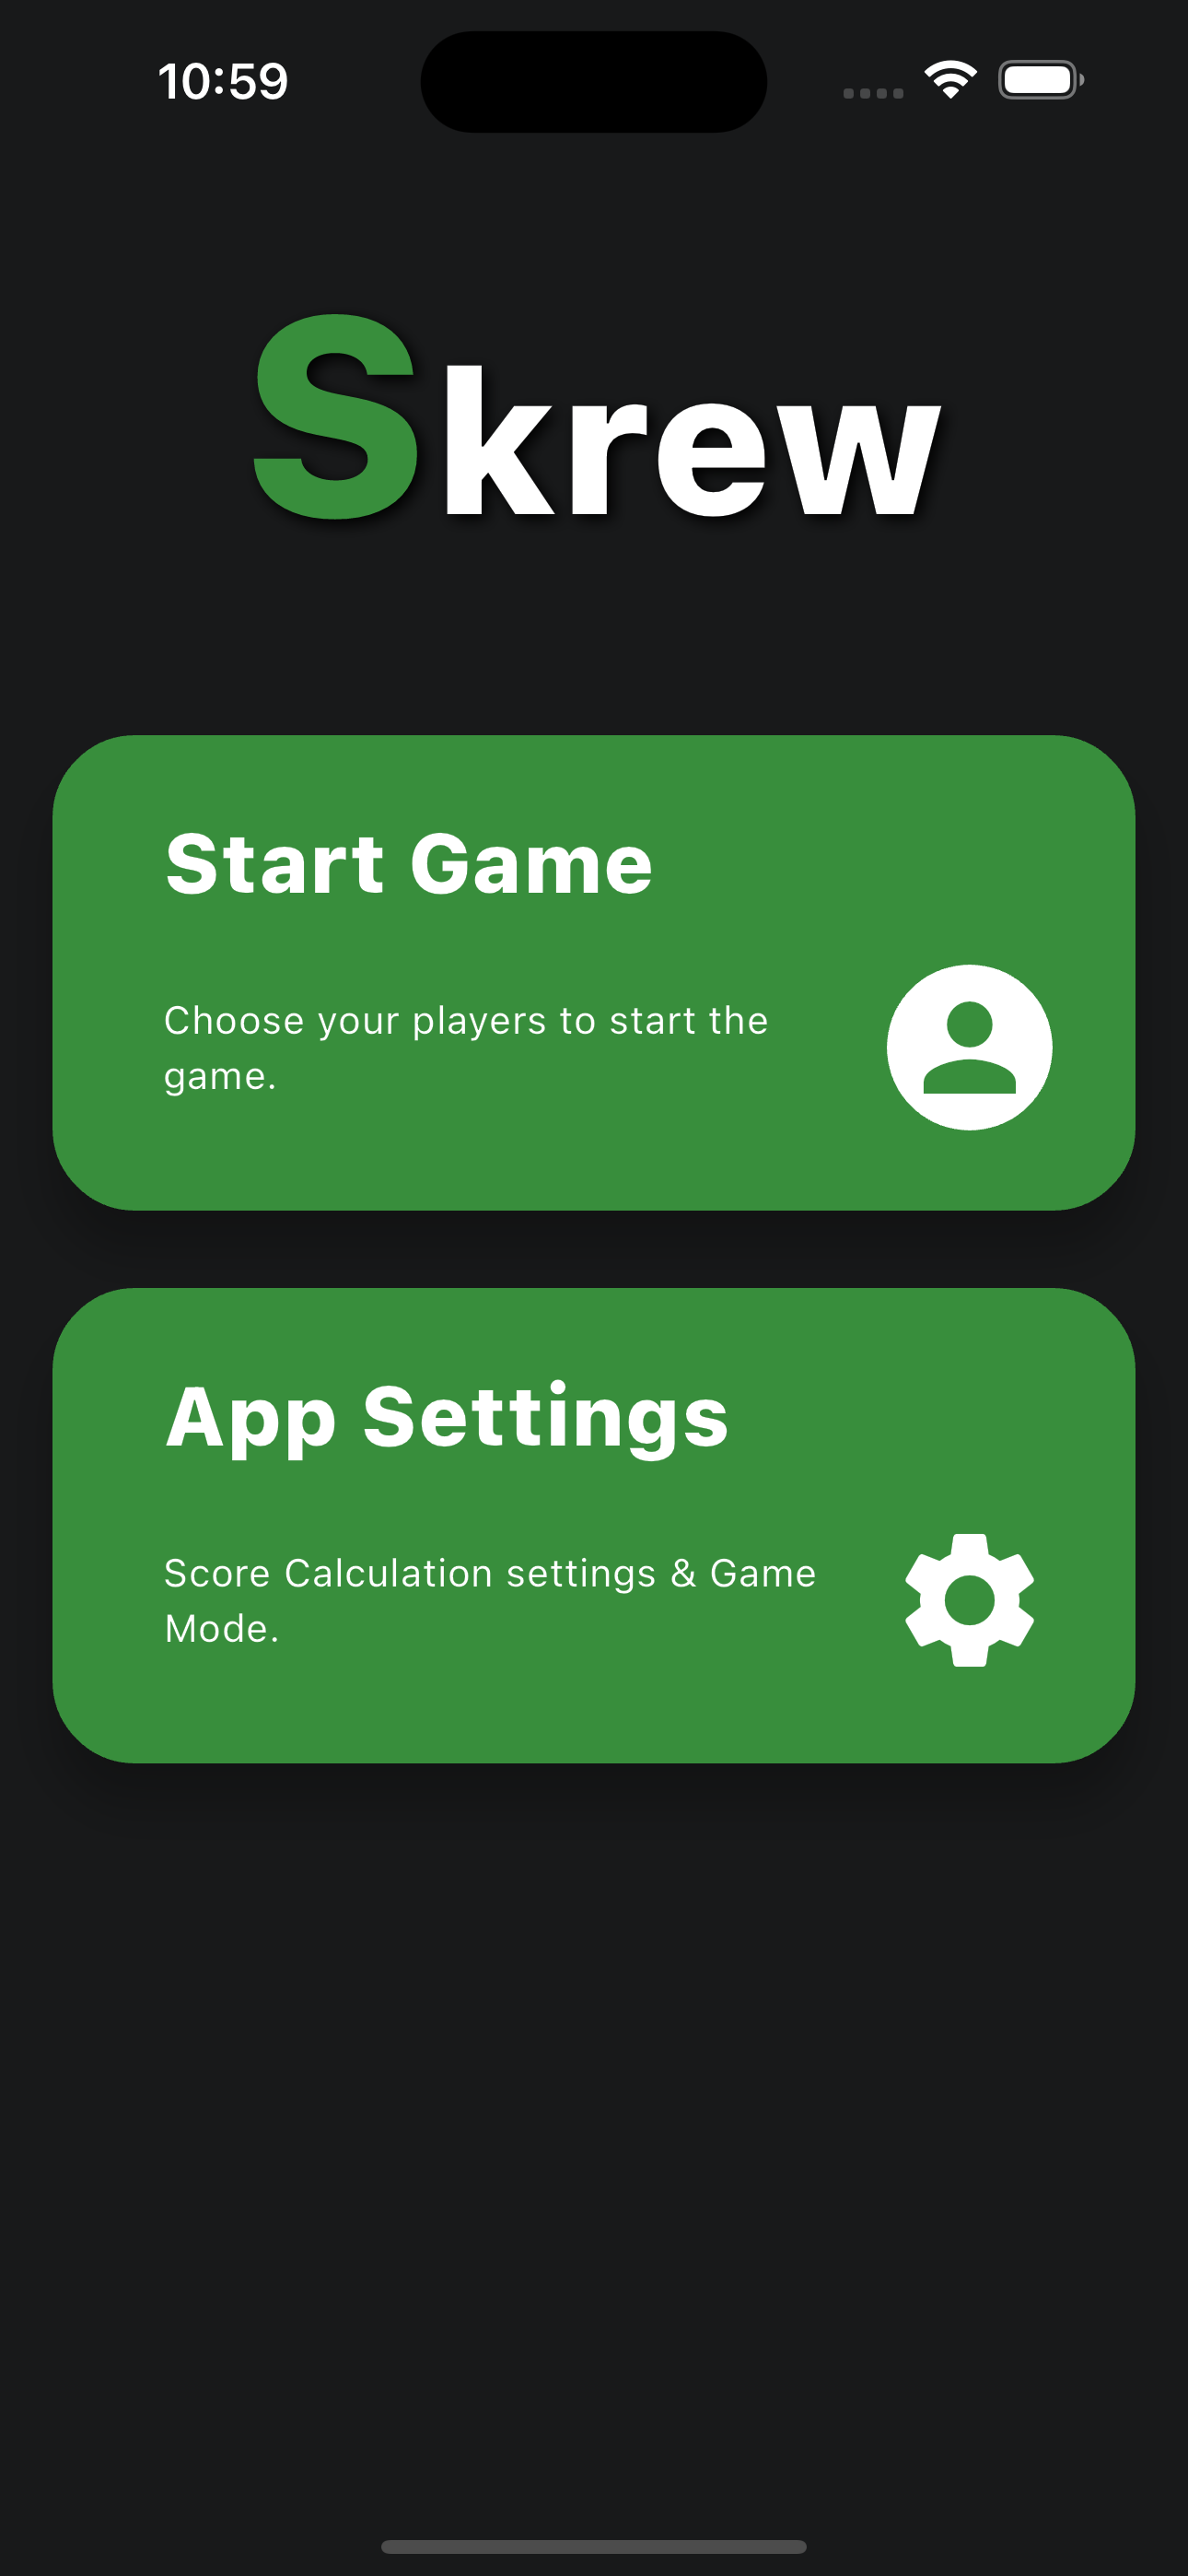 10:59
Skrew
Start Game
Choose your players to start the
game.
App Settings
Score Calculation settings & Game
Mode.